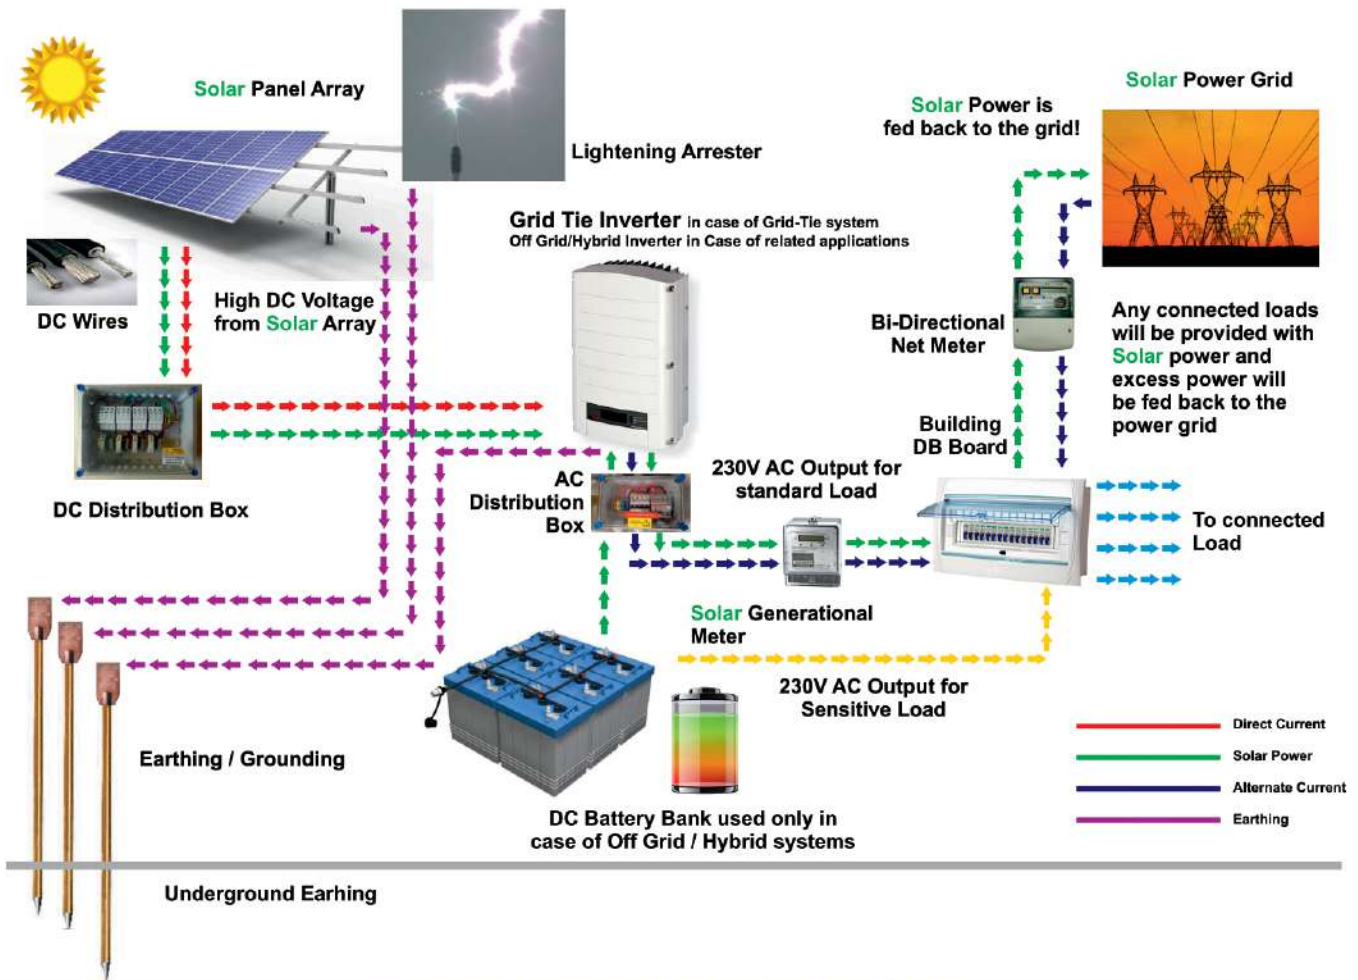 Solar Panel Array
Lightening Arrester
Solar Power is
fed back to the grid!
Solar Power Grid
Grid Tie Inverter in case of Grid-Tie system
Off Grid/Hybrid Inverter in Case of related applications
DC Wires
High DC Voltage
from Solar Array
Bi-Directional
Net Meter
Any connected loads
will be provided with
Solar power and
excess power will
be fed back to the
power grid
Building
DB Board
DC Distribution Box
AC
Distribution
Box
230V AC Output for
standard Load
To connected
Load
Solar Generational
Meter
230V AC Output for
Sensitive Load
Earthing / Grounding
DC Battery Bank used only in
case of Off Grid / Hybrid systems
Direct Current
Solar Power
Alternate Current
Earthing
Underground Earhing